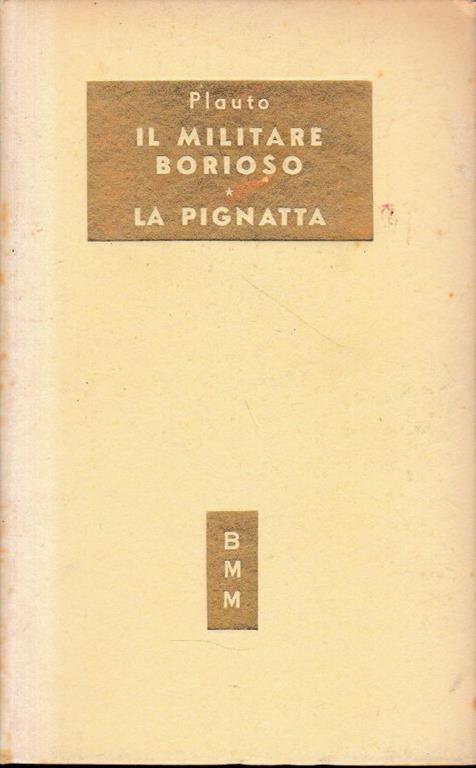 Plauto
IL MILITARE
BORIOSO
*
LA PIGNATTA
B
M
M